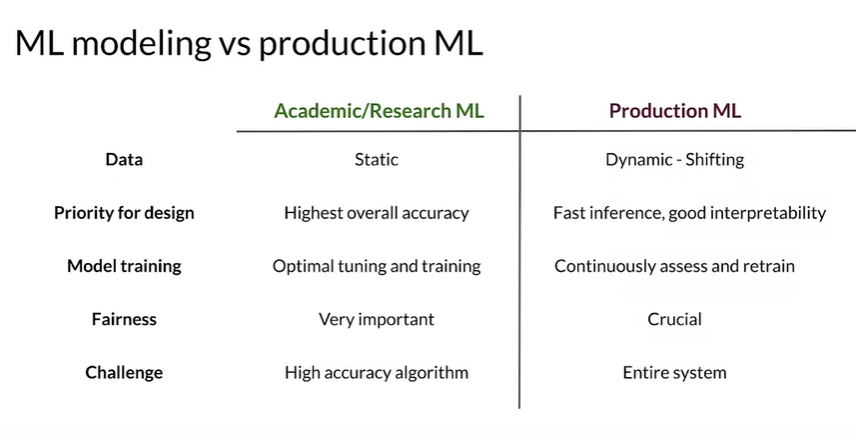 ML modeling vs production ML
Academic/Research ML Production ML
Data Static Dynamic - Shifting
Priority for design Highest overall accuracy Fast inference, good interpretability
Model training Optimal tuning and training Continuously assess and retrain
Fairness Very important Crucial
Challenge High accuracy algorithm Entire system